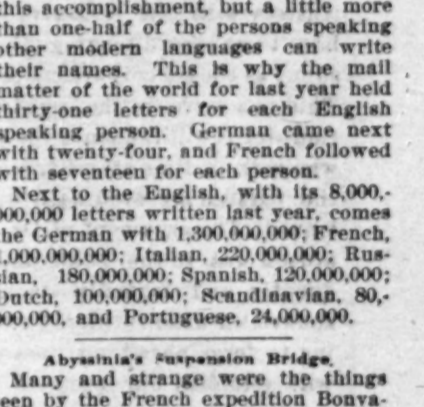 this accomplishment, but a little more
than one-half of the persons speaking
other modern languages can write
their names. This is why the mail
matter of the world for last year held
thirty-one letters for each English
speaking person. German came next
with twenty-four, and French followed
with seventeen for each person.
Next to the English, with its 8,000,-
000,000 letters written last year, comes
the German with 1,300,000,000; French,
1,000,000,000; Italian, 220,000,000; Rus-
sian, 180,000,000; Spanish, 120,000,000;
Dutch, 100,000,000; Scandinavian, 80,-
000,000, and Portuguese, 24,000,000.
Abyssinia's Suspension Bridge.
Many and strange were the things
seen by the French expedition Bonva-